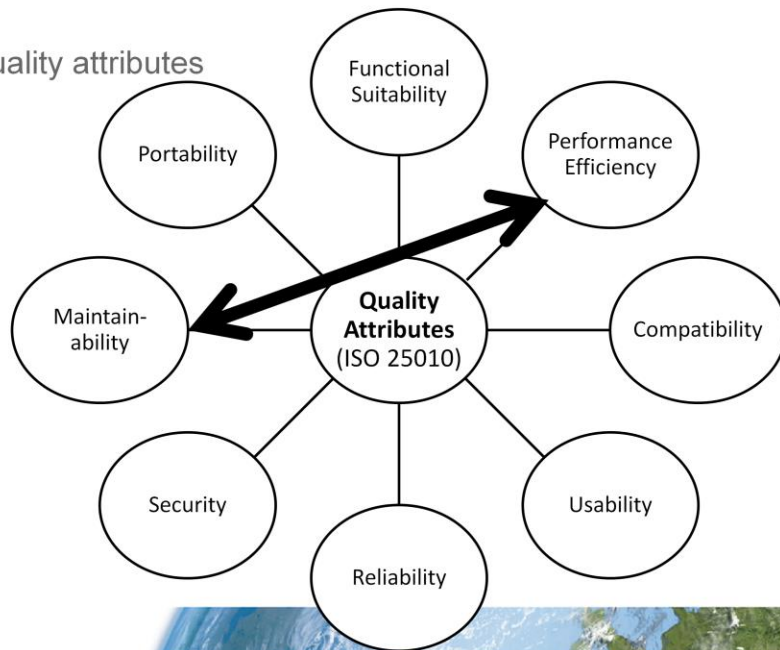 uality attributes
Functional
Suitability
Performance
Efficiency
Portability
Quality
Attributes
(ISO 25010)
Maintain-
ability
Compatibility
Security
Usability
Reliability